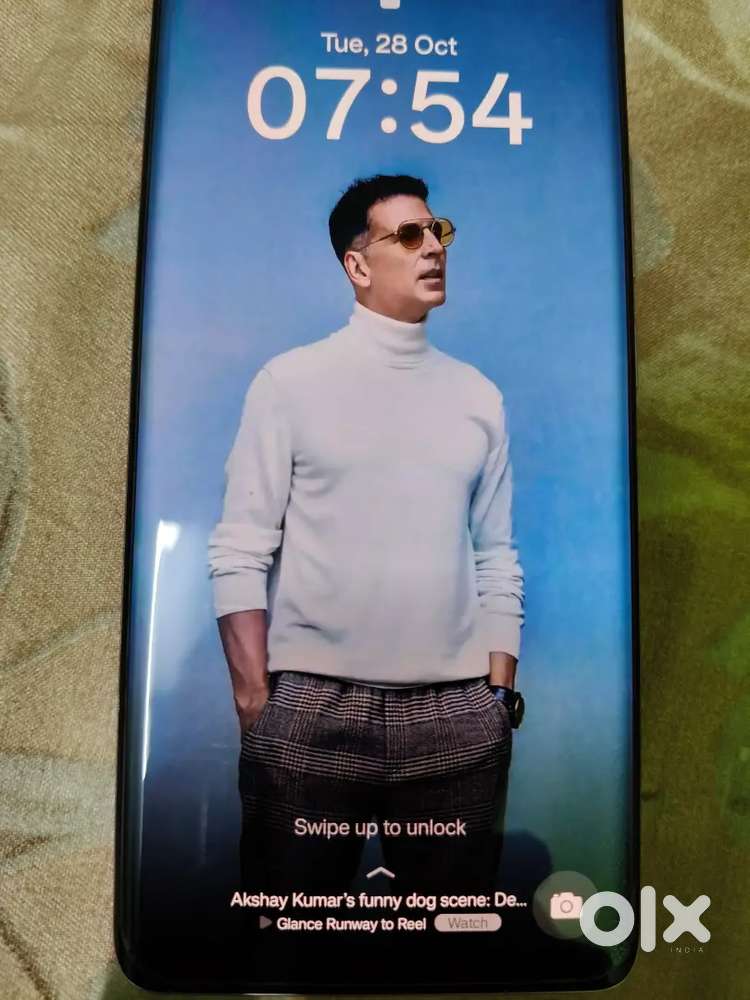 Tue, 28 Oct
07:54
Swipe up to unlock
Akshay Kumar's funny dog scene: De...
Glance Runway to Reel Watch
olx
INDIA